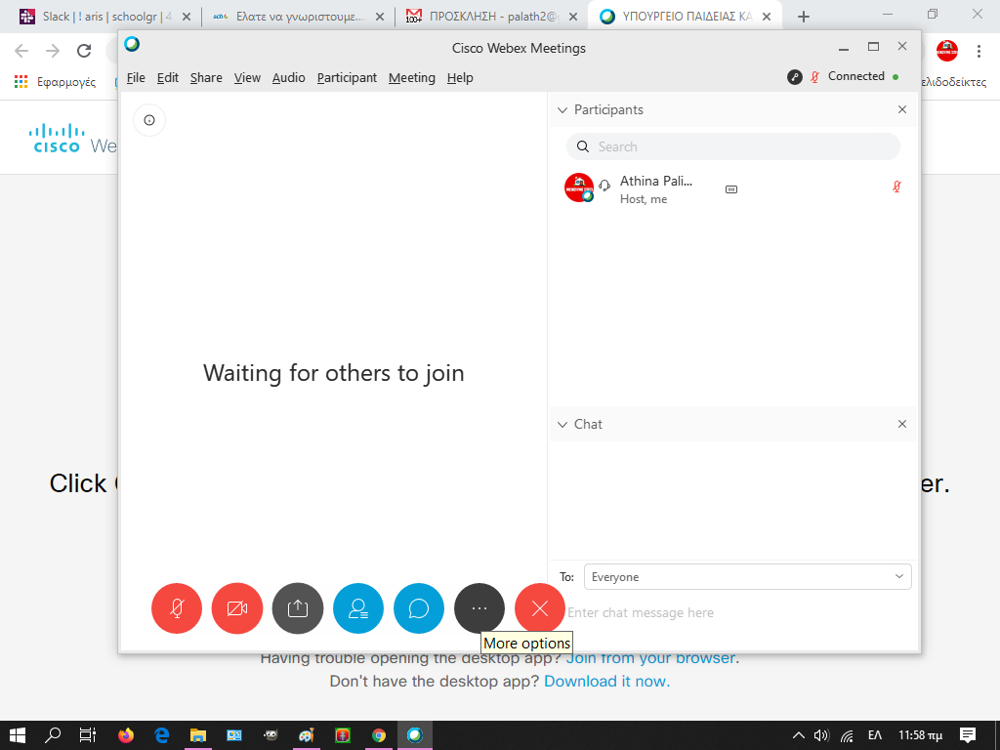 Slack | ! aris | schoolgr | 4
Ελατε να γνωριστουμε...
100+
ΠΡΟΣΚΛΗΣΗ - palath2@
ΥΠΟΥΡΓΕΙΟ ΠΑΙΔΕΙΑΣ ΚΑ
Εφαρμογές
ελιδοδείκτες
CISCO We
Cisco Webex Meetings
File Edit Share View Audio Participant Meeting Help
Connected
Participants
Search
Athina Pali...
Host, me
Waiting for others to join
Click
er.
Chat
To: Everyone
Enter chat message here
More options
Having trouble opening the desktop app? Join from your browser.
Don't have the desktop app? Download it now.
ΕΛ
11:58 πμ